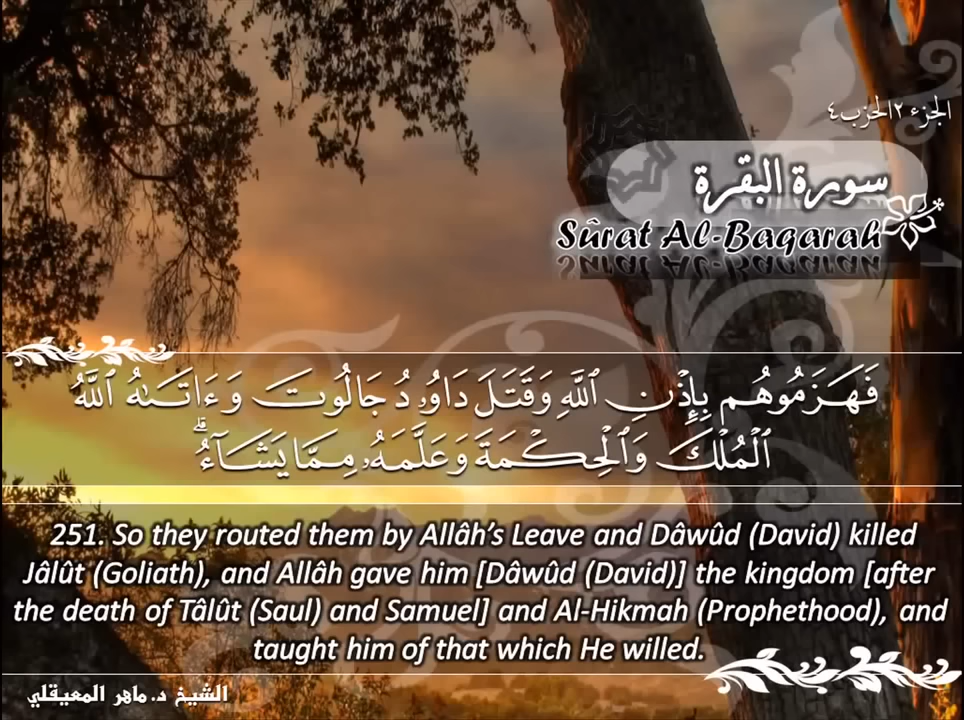 الجزء ٢ الحزب ٤
سورة البقرة
Sûrat Al-Baqarah
فَهَزَمُوهُم بِإِذْنِ ٱللَّهِ وَقَتَلَ دَاوُۥدُ جَالُوتَ وَءَاتَىٰهُ ٱللَّهُ
ٱلْمُلْكَ وَٱلْحِكْمَةَ وَعَلَّمَهُۥ مِمَّا يَشَآءُ ۗ
251. So they routed them by Allâh’s Leave and Dâwûd (David) killed
Jâlût (Goliath), and Allâh gave him [Dâwûd (David)] the kingdom [after
the death of Tâlût (Saul) and Samuel] and Al-Hikmah (Prophethood), and
taught him of that which He willed.
الشيخ د. ماهر المعيقلي